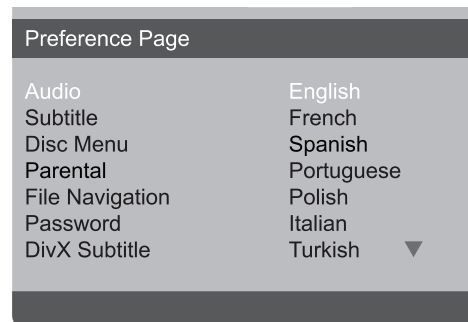 Preference Page
Audio English
Subtitle French
Disc Menu Spanish
Parental Portuguese
File Navigation Polish
Password Italian
DivX Subtitle Turkish